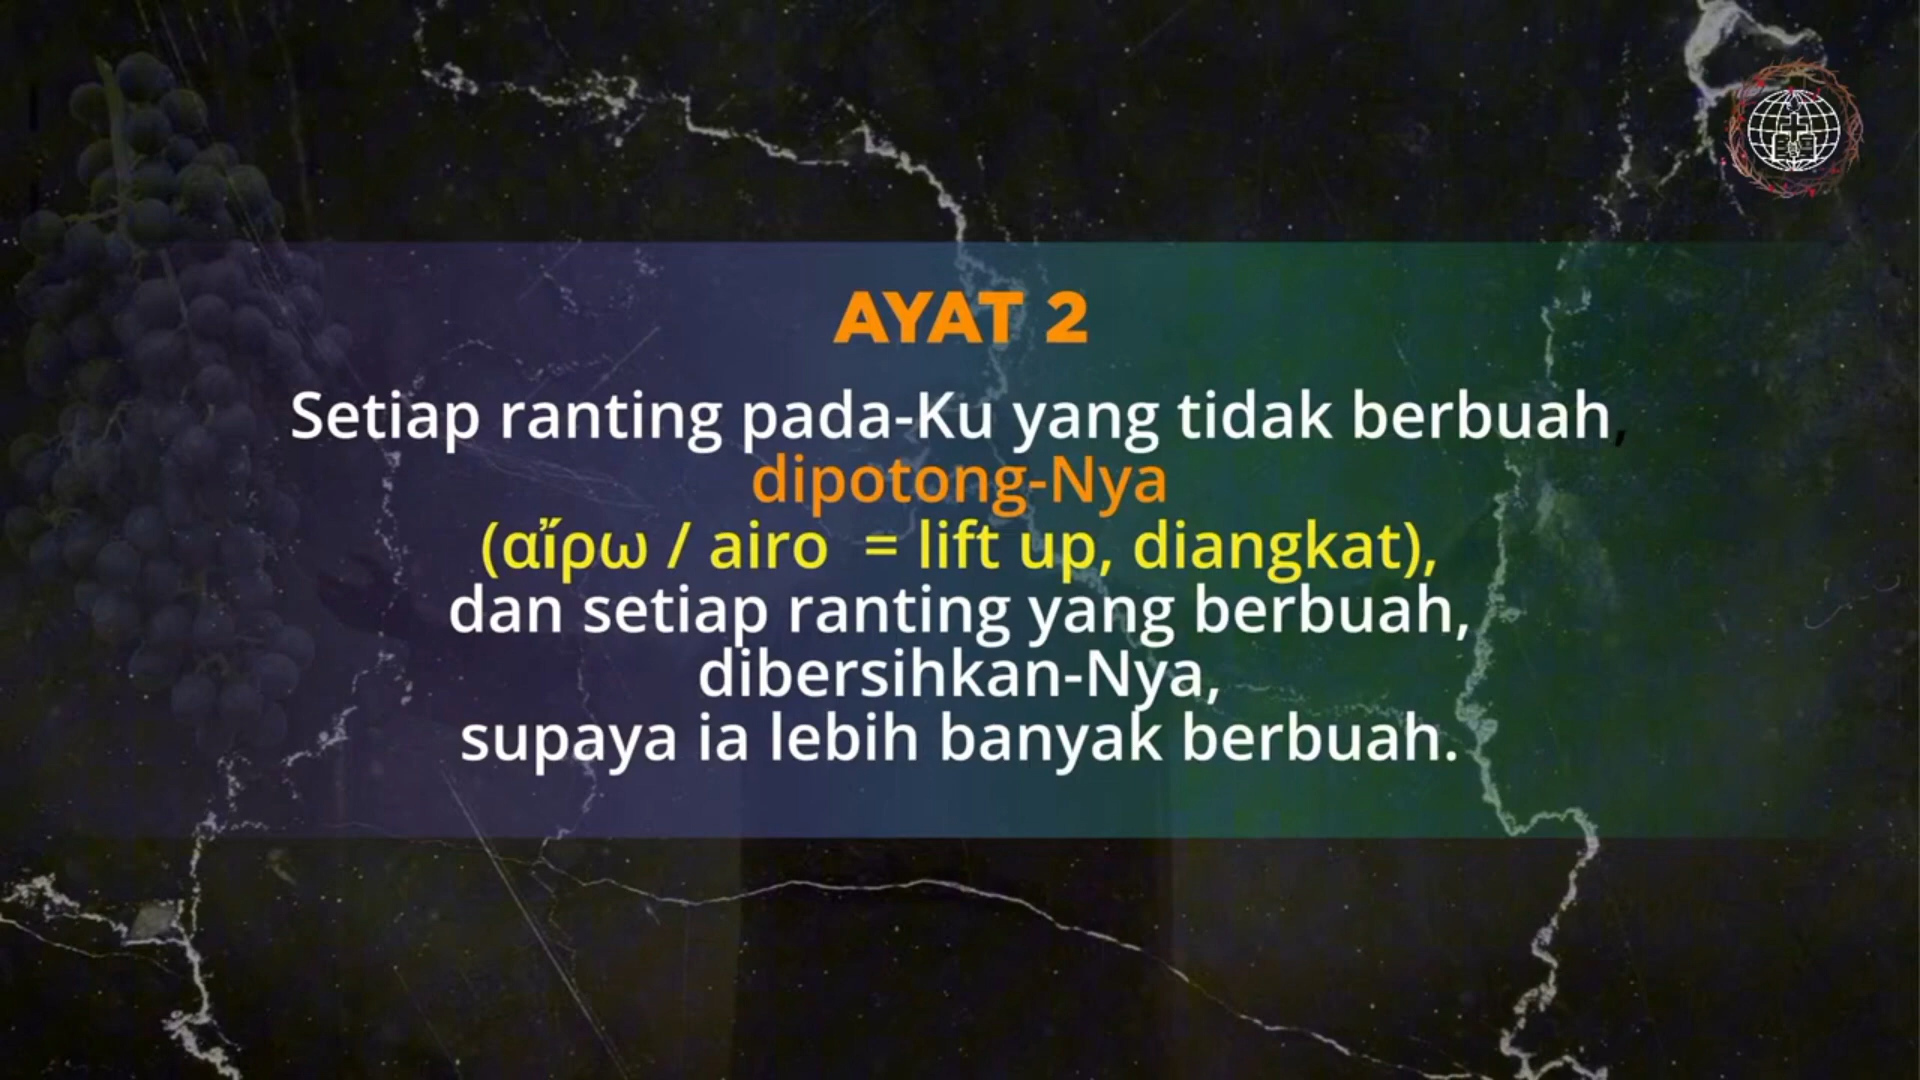 AYAT 2
Setiap ranting pada-Ku yang tidak berbuah,
dipotong-Nya
(αἴρω / airo = lift up, diangkat),
dan setiap ranting yang berbuah,
dibersihkan-Nya,
supaya ia lebih banyak berbuah.